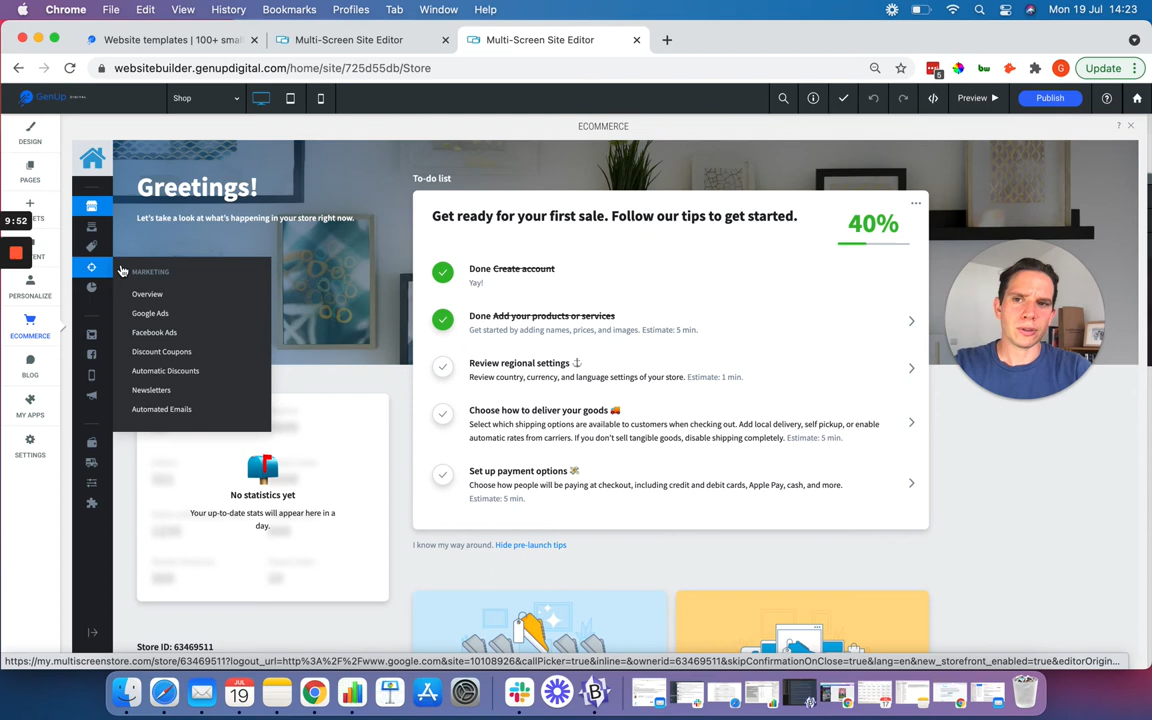 Chrome File Edit View History Bookmarks Profiles Tab Window Help Mon 19 Jul 14:23
Website templates | 100+ smal Multi-Screen Site Editor Multi-Screen Site Editor
websitebuilder.genupdigital.com/home/site/725d55db/Store 5 bw G Update
GenUp DIGITAL Shop Preview Publish
ECOMMERCE
DESIGN
PAGES
9:52
PERSONALIZE
ECOMMERCE
BLOG
MY APPS
SETTINGS
Greetings!
Let's take a look at what's happening in your store right now.
MARKETING
Overview
Google Ads
Facebook Ads
Discount Coupons
Automatic Discounts
Newsletters
Automated Emails
No statistics yet
Your up-to-date stats will appear here in a
day.
Store ID: 63469511
To-do list
Get ready for your first sale. Follow our tips to get started.
40%
Done Create account
Yay!
Done Add your products or services
Get started by adding names, prices, and images. Estimate: 5 min.
Review regional settings
Review country, currency, and language settings of your store. Estimate: 1 min.
Choose how to deliver your goods
Select which shipping options are available to customers when checking out. Add local delivery, self pickup, or enable
automatic rates from carriers. If you don't sell tangible goods, disable shipping completely. Estimate: 5 min.
Set up payment options
Choose how people will be paying at checkout, including credit and debit cards, Apple Pay, cash, and more.
Estimate: 5 min.
I know my way around. Hide pre-launch tips
https://my.multiscreenstore.com/store/63469511?logout_url=http%3A%2F%2Fwww.google.com&site=10108926&callPicker=true&inline=&ownerid=63469511&skipConfirmationOnClose=true&lang=en&new_storefront_enabled=true&editorOrigin...
JUL
19